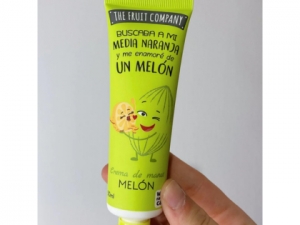 THE FRUIT COMPANY
BUSCABA A MI
MEDIA NARANJA
y me enamoré de
UN MELÓN
Crema de manos
MELÓN